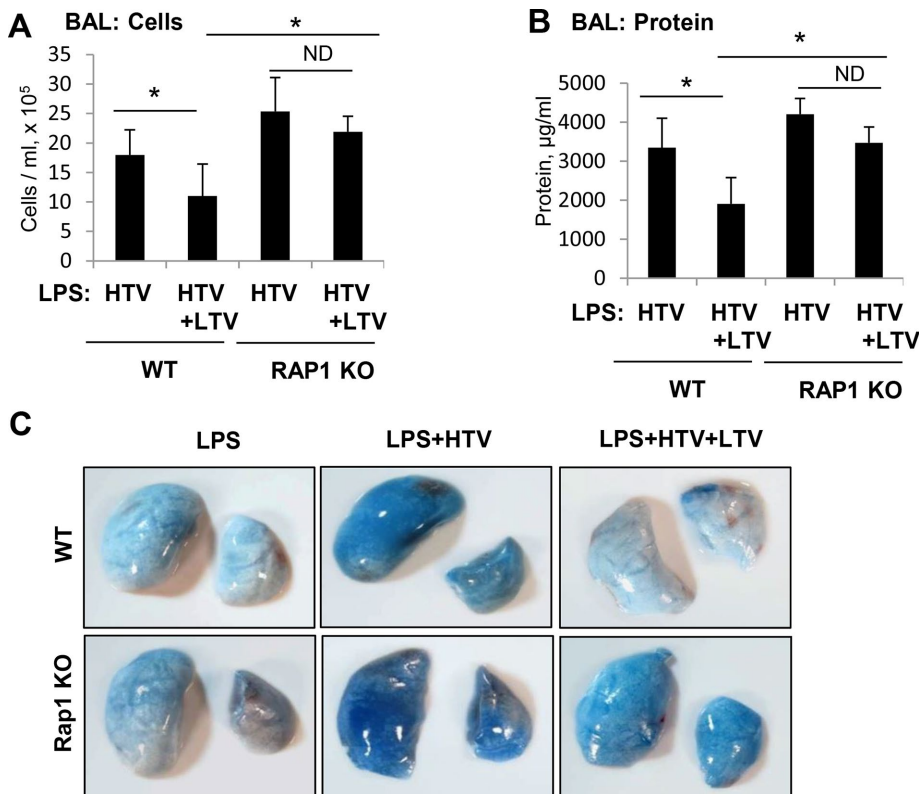 A BAL: Cells
*
ND
*
35
30
25
20
15
10
5
0
Cells / ml, x 10⁵
LPS: HTV HTV HTV HTV
+LTV +LTV
WT RAP1 KO
B BAL: Protein
*
ND
*
5000
4000
3000
2000
1000
0
Protein, µg/ml
LPS: HTV HTV HTV HTV
+LTV +LTV
WT RAP1 KO
C
LPS LPS+HTV LPS+HTV+LTV
WT
Rap1 KO